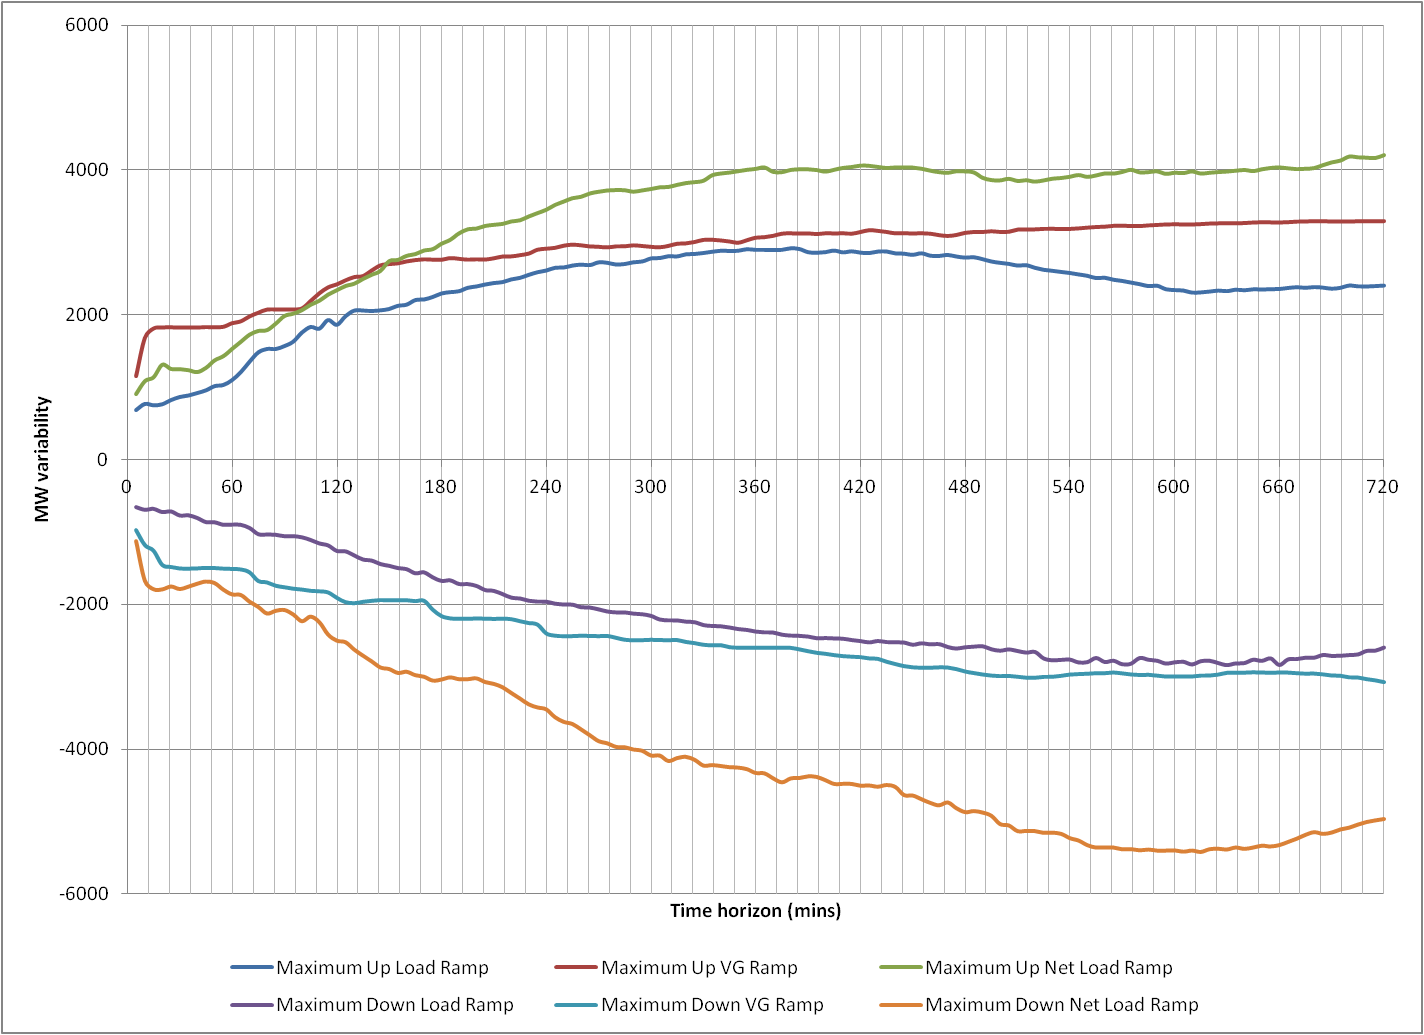 6000
4000
2000
0
-2000
-4000
-6000
MW variability
0 60 120 180 240 300 360 420 480 540 600 660 720
Time horizon (mins)
Maximum Up Load Ramp Maximum Up VG Ramp Maximum Up Net Load Ramp
Maximum Down Load Ramp Maximum Down VG Ramp Maximum Down Net Load Ramp